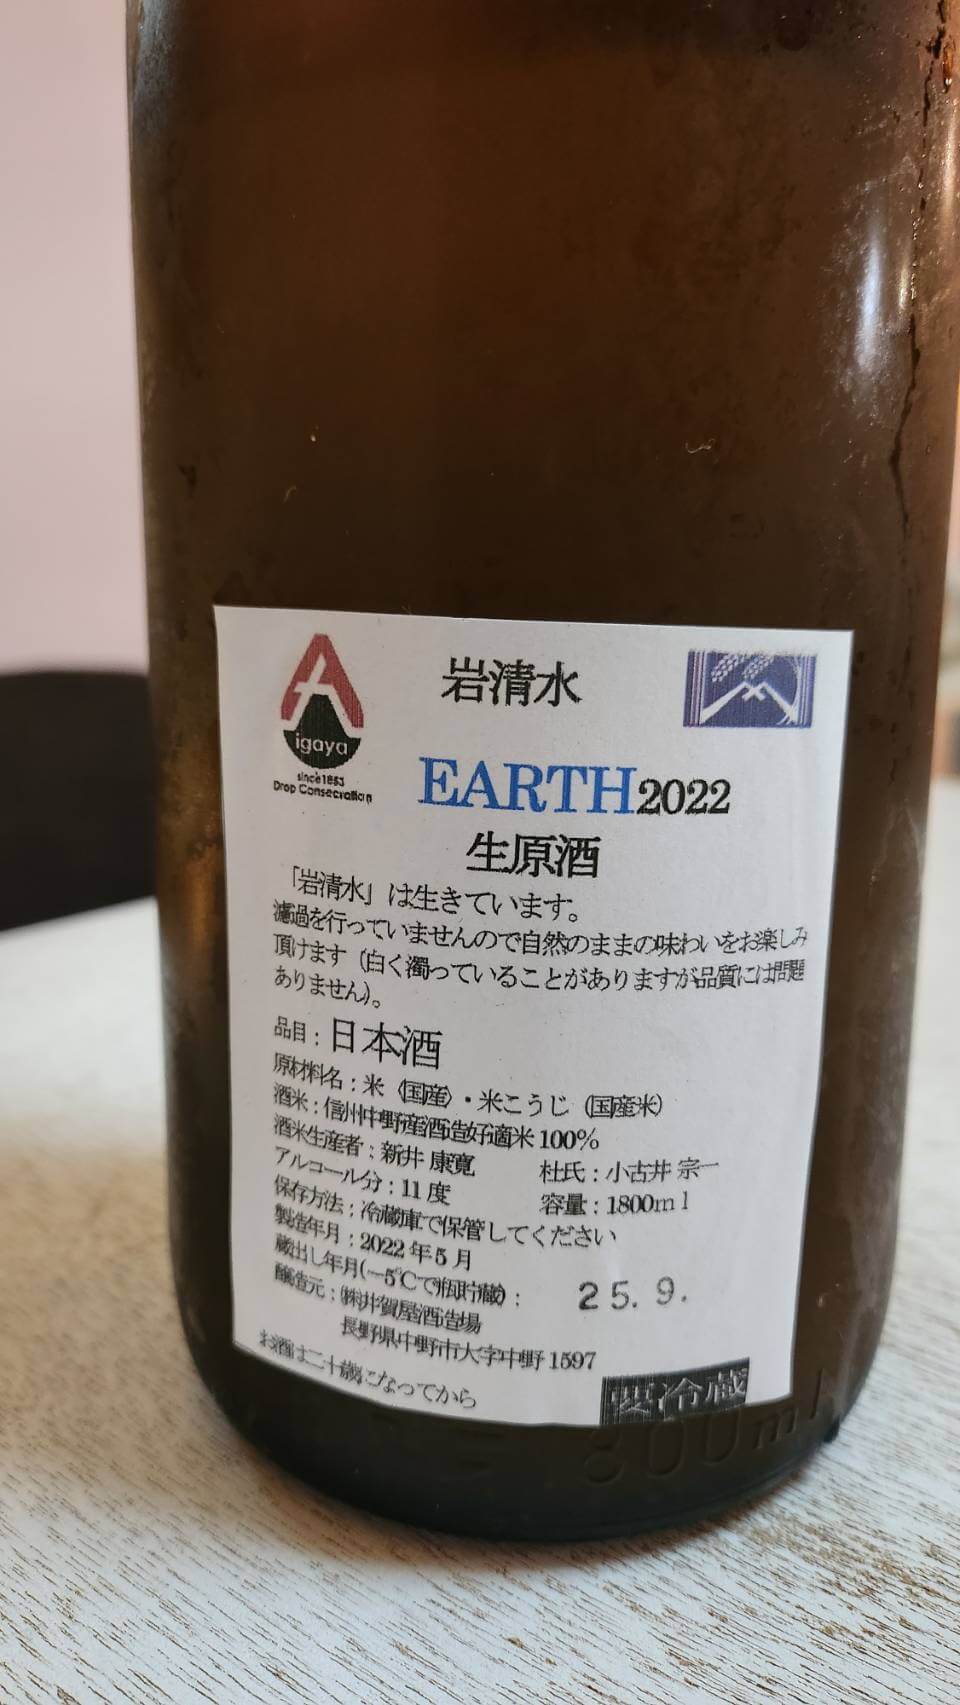 igaya
since1853
Drop Consecration
岩清水
EARTH2022
生原酒
「岩清水」は生きています。
濾過を行っていませんので自然のままの味わいをお楽しみ
頂けます（白く濁っていることがありますが品質には問題
ありません）。
品目：日本酒
原材料名：米〈国産〉・米こうじ（国産米）
酒米：信州中野産酒造好適米100%
酒米生産者：新井 康寛 杜氏：小古井 宗一
アルコール分：11度 容量：1800ml
保存方法：冷蔵庫で保管してください
製造年月：2022年5月
蔵出し年月(－5℃で瓶貯蔵)： 25.9.
醸造元：㈱井賀屋酒造場
長野県中野市大字中野1597
お酒は二十歳になってから
要冷蔵
800ml